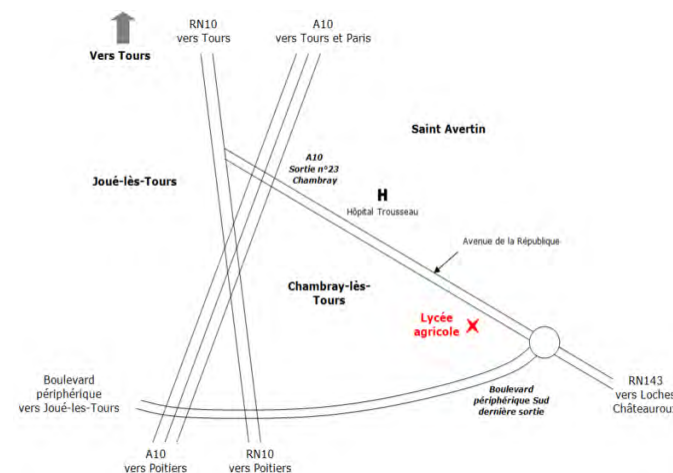 RN10
vers Tours
A10
vers Tours et Paris
Vers Tours
Saint Avertin
A10
Sortie n°23
Chambray
Joué-lès-Tours
H
Hôpital Trousseau
Avenue de la République
Chambray-lès-
Tours
Lycée
agricole
Boulevard
périphérique
vers Joué-les-Tours
Boulevard
périphérique Sud
dernière sortie
RN143
vers Loches
Châteauroux
A10
vers Poitiers
RN10
vers Poitiers